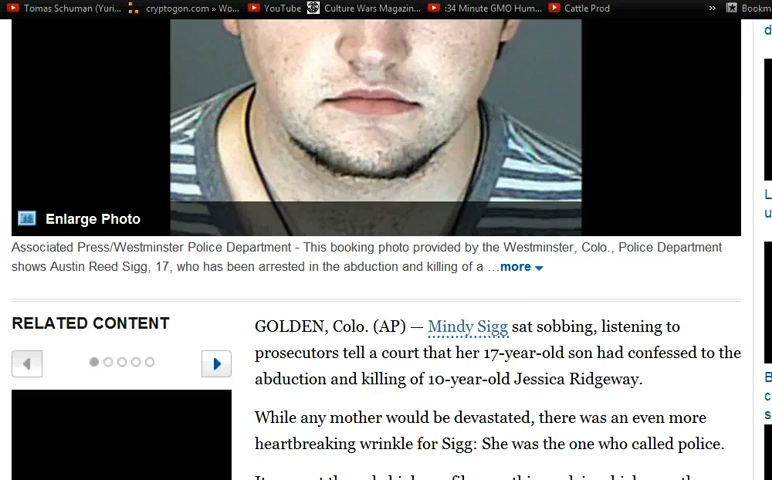 Tomas Schuman (Yuri... cryptogon.com » Wo... YouTube Culture Wars Magazin... :34 Minute GMO Hum... Cattle Prod » Bookm
Enlarge Photo
Associated Press/Westminster Police Department - This booking photo provided by the Westminster, Colo., Police Department
shows Austin Reed Sigg, 17, who has been arrested in the abduction and killing of a ...more
RELATED CONTENT
GOLDEN, Colo. (AP) — Mindy Sigg sat sobbing, listening to
prosecutors tell a court that her 17-year-old son had confessed to the
abduction and killing of 10-year-old Jessica Ridgeway.
While any mother would be devastated, there was an even more
heartbreaking wrinkle for Sigg: She was the one who called police.